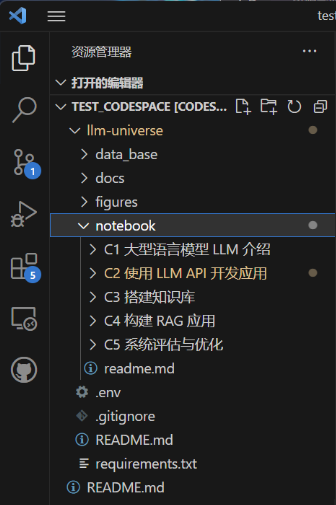 tes
资源管理器
打开的编辑器
TEST_CODESPACE [CODES...
llm-universe
data_base
docs
figures
notebook
C1 大型语言模型 LLM 介绍
C2 使用 LLM API 开发应用
C3 搭建知识库
C4 构建 RAG 应用
C5 系统评估与优化
readme.md
.env
.gitignore
README.md
requirements.txt
README.md
1
5